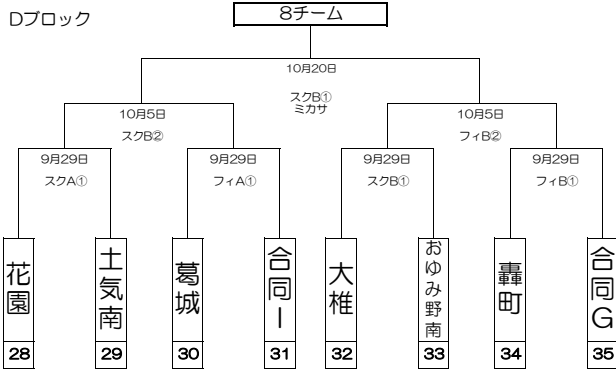 Dブロック
8チーム
10月20日
スクB①
ミカサ
10月5日
スクB②
10月5日
フィB②
9月29日
スクA①
9月29日
フィA①
9月29日
スクB①
9月29日
フィB①
花園
土気南
葛城
合同I
大椎
おゆみ野南
轟町
合同G
28
29
30
31
32
33
34
35